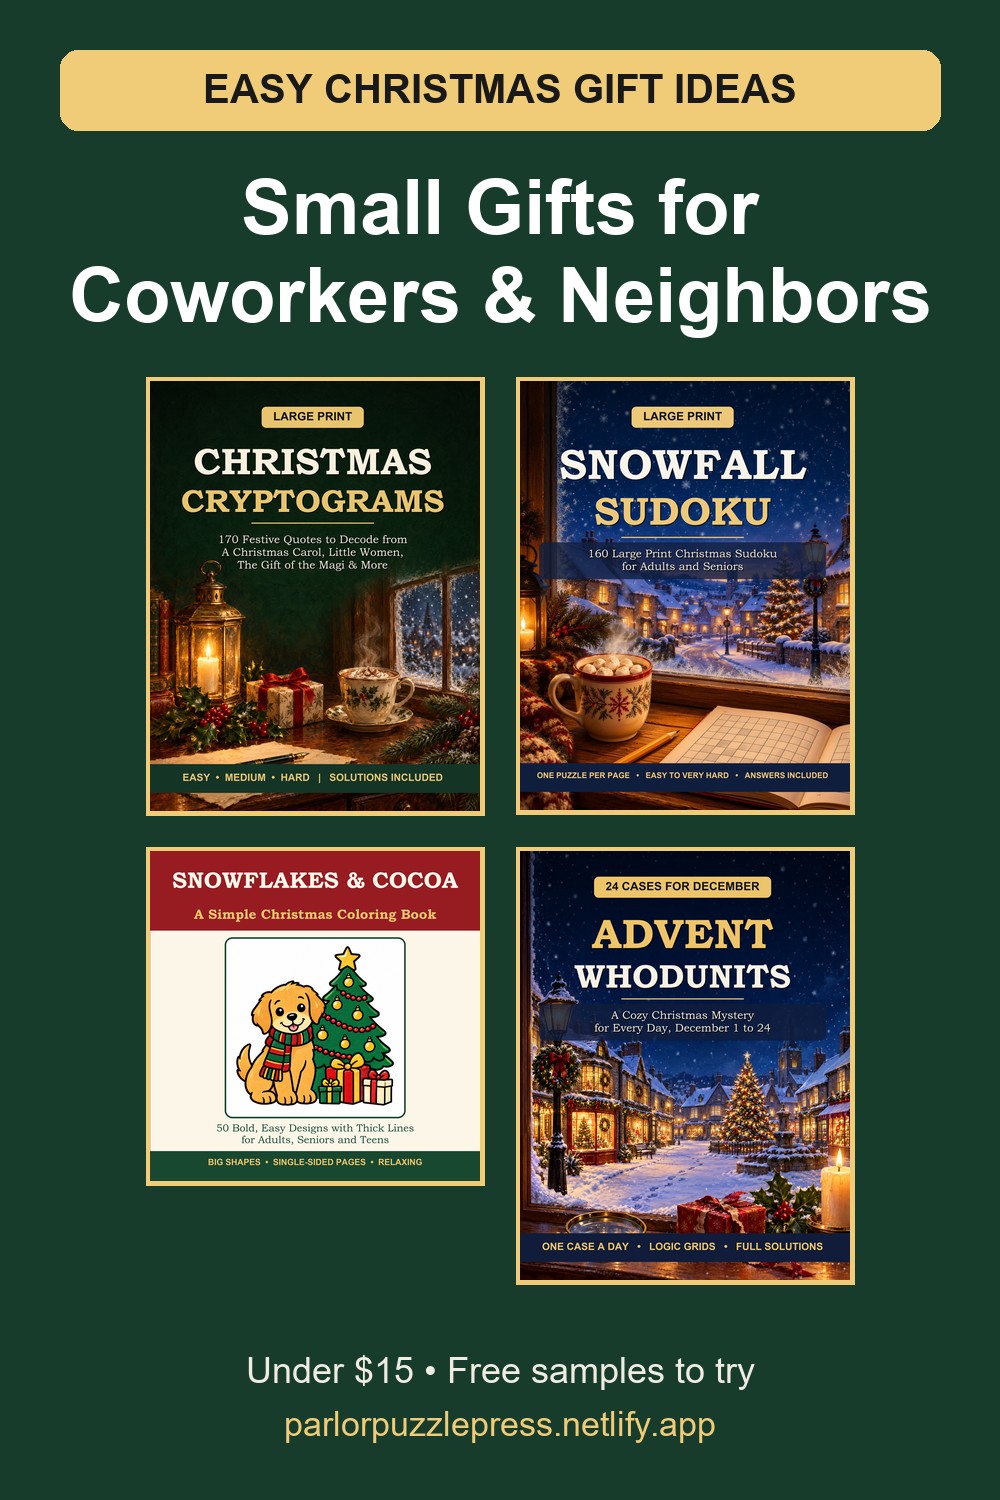 EASY CHRISTMAS GIFT IDEAS
Small Gifts for
Coworkers & Neighbors
LARGE PRINT
CHRISTMAS
CRYPTOGRAMS
170 Festive Quotes to Decode from
A Christmas Carol, Little Women,
The Gift of the Magi & More
EASY • MEDIUM • HARD | SOLUTIONS INCLUDED
LARGE PRINT
SNOWFALL
SUDOKU
160 Large Print Christmas Sudoku
for Adults and Seniors
ONE PUZZLE PER PAGE • EASY TO VERY HARD • ANSWERS INCLUDED
SNOWFLAKES & COCOA
A Simple Christmas Coloring Book
50 Bold, Easy Designs with Thick Lines
for Adults, Seniors and Teens
BIG SHAPES • SINGLE-SIDED PAGES • RELAXING
24 CASES FOR DECEMBER
ADVENT
WHODUNITS
A Cozy Christmas Mystery
for Every Day, December 1 to 24
ONE CASE A DAY • LOGIC GRIDS • FULL SOLUTIONS
Under $15 • Free samples to try
parlorpuzzlepress.netlify.app